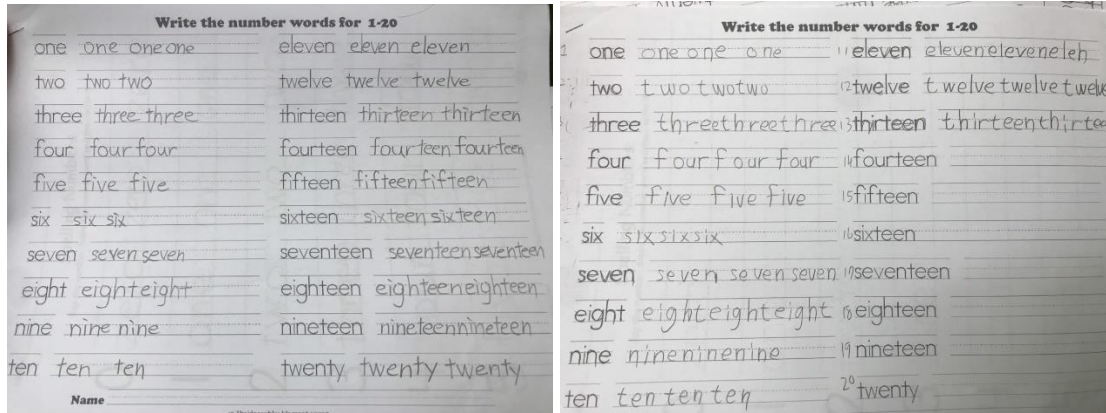 Write the number words for 1-20
one one one one eleven eleven eleven
two two two twelve twelve twelve
three three three thirteen thirteen thirteen
four four four fourteen fourteen fourteen
five five five fifteen fifteen fifteen
six six six sixteen sixteen sixteen
seven seven seven seventeen seventeen seventeen
eight eight eight eighteen eighteen eighteen
nine nine nine nineteen nineteen nineteen
ten ten ten twenty twenty twenty
Name
Write the number words for 1-20
one one one one 11 eleven eleven eleven eleh
two two two two 12 twelve twelve twelve twelve
three three three three 13 thirteen thirteen thirtee
four four four four 14 fourteen
five five five five 15 fifteen
six six six six 16 sixteen
seven seven seven seven 17 seventeen
eight eight eight eight 18 eighteen
nine nine nine nine 19 nineteen
ten ten ten ten 20 twenty